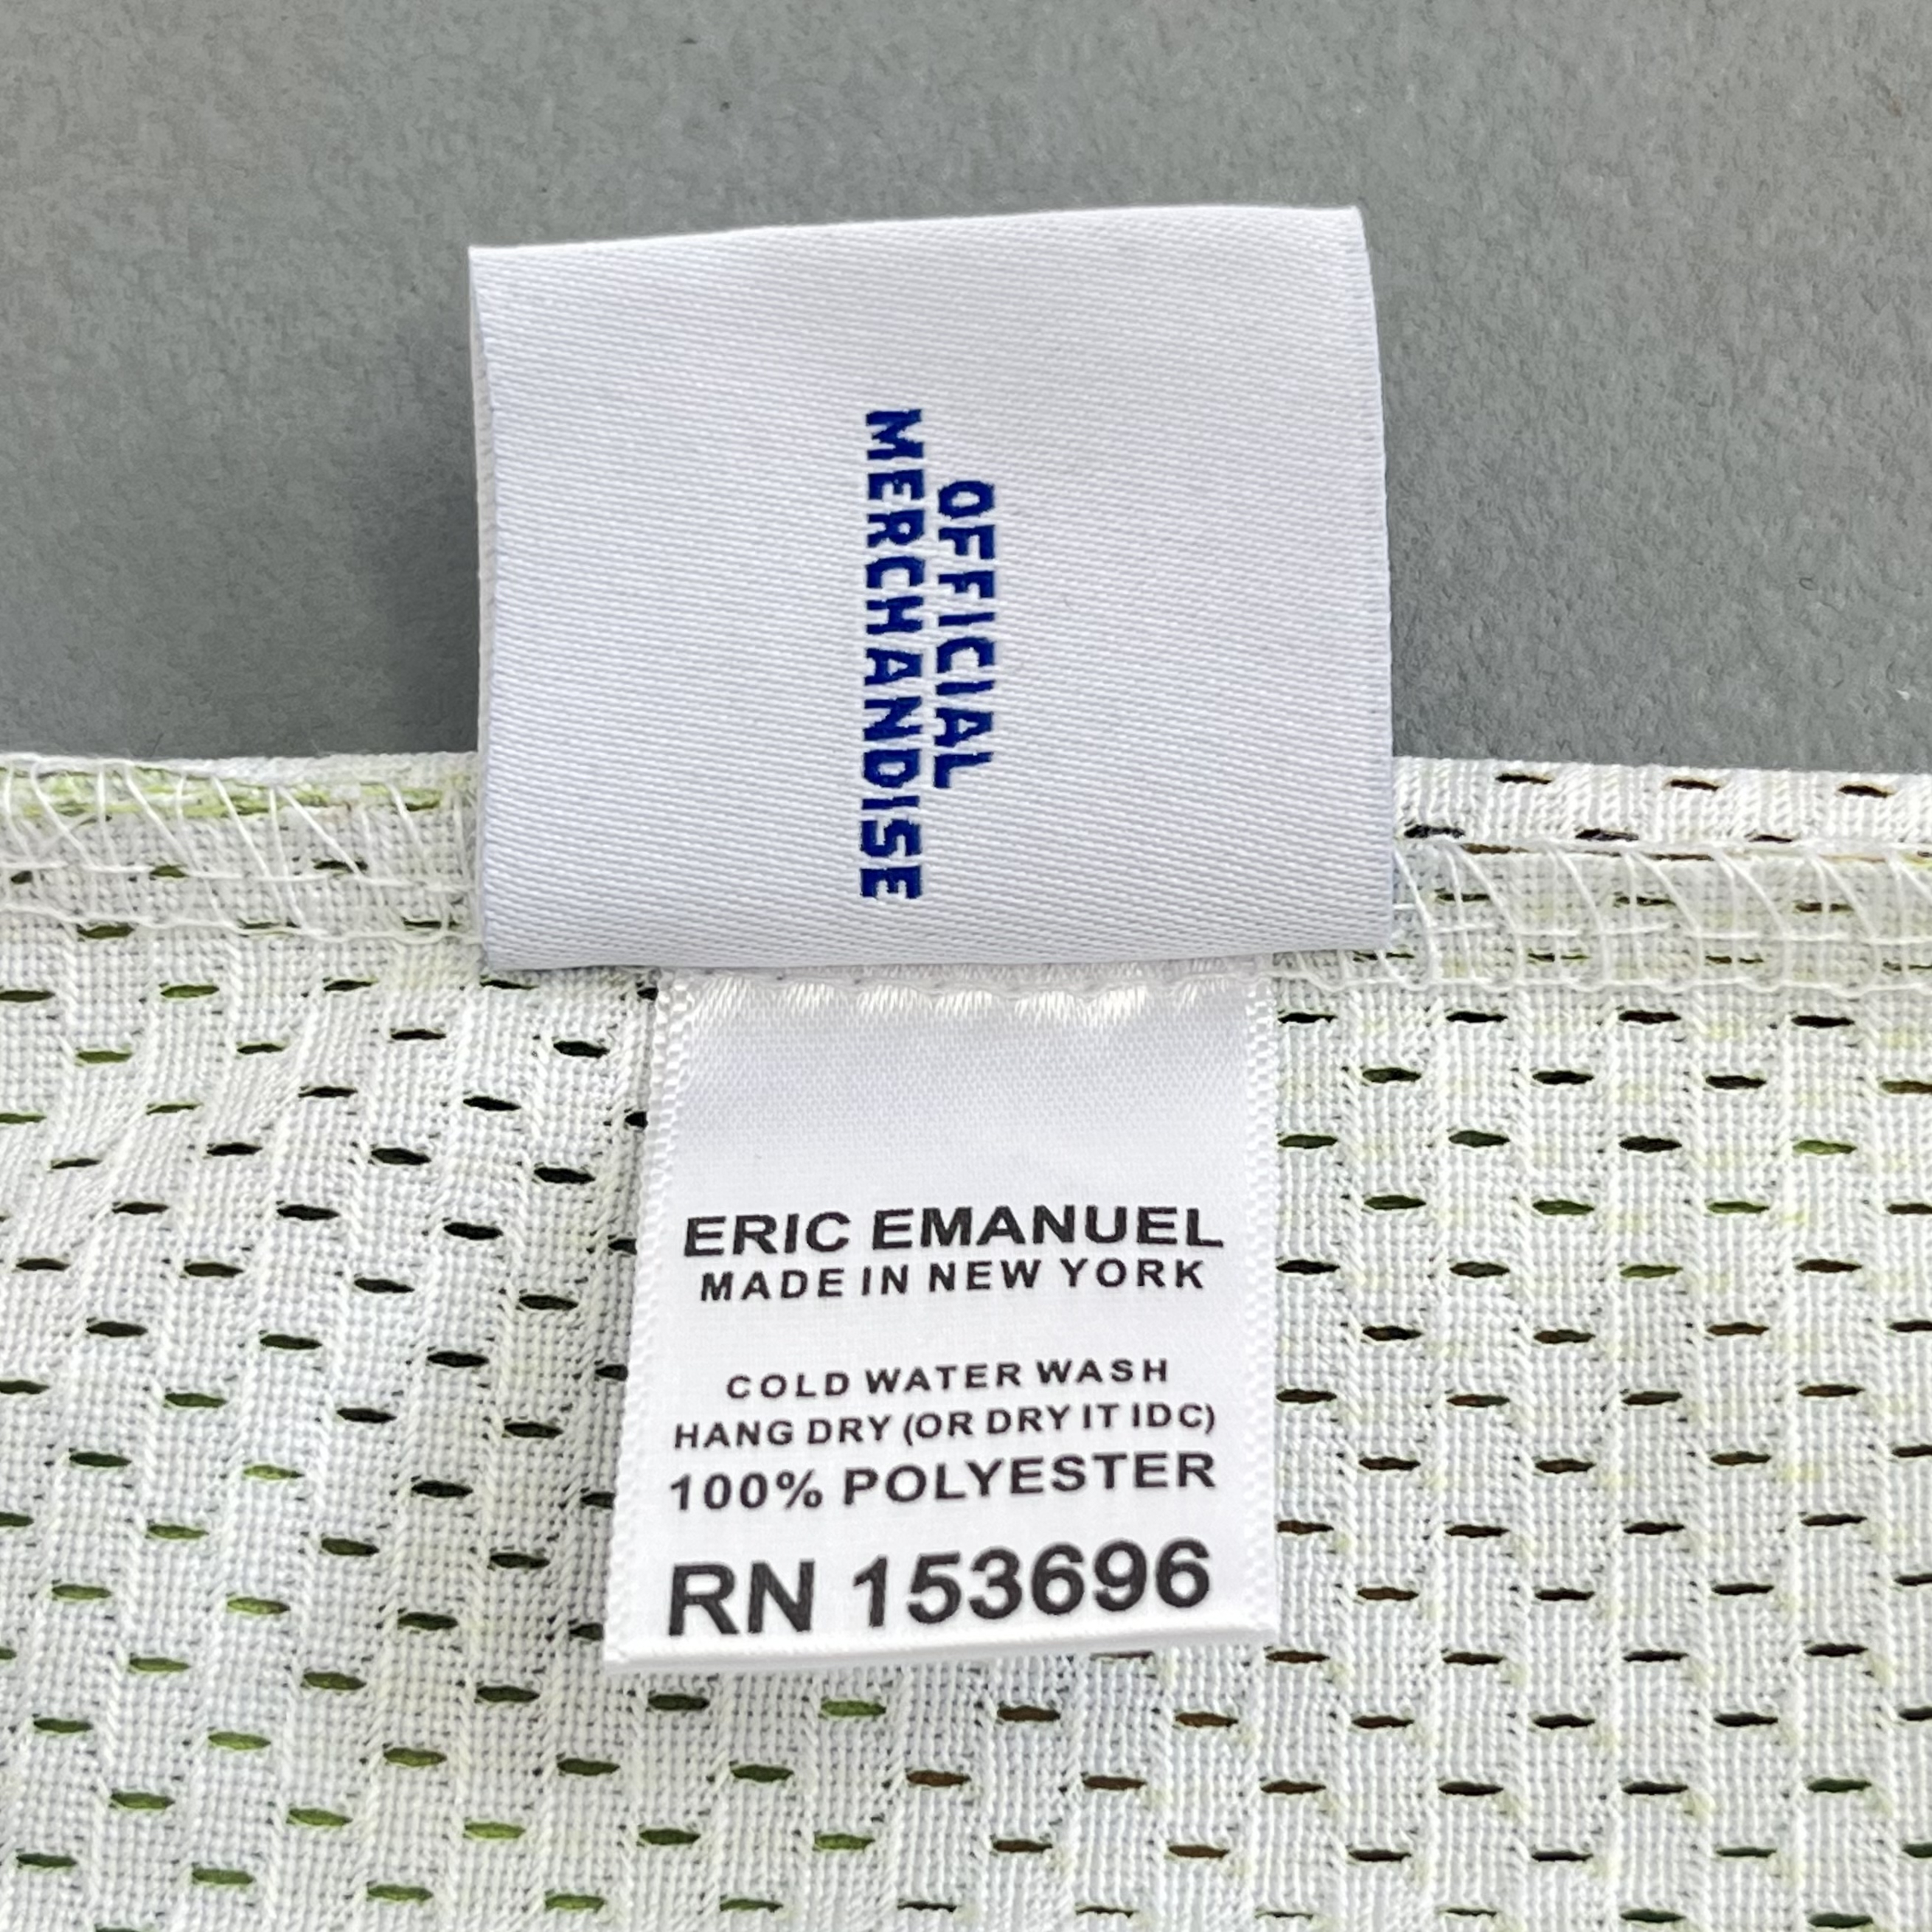 OFFICIAL
MERCHANDISE
ERIC EMANUEL
MADE IN NEW YORK
COLD WATER WASH
HANG DRY (OR DRY IT IDC)
100% POLYESTER
RN 153696